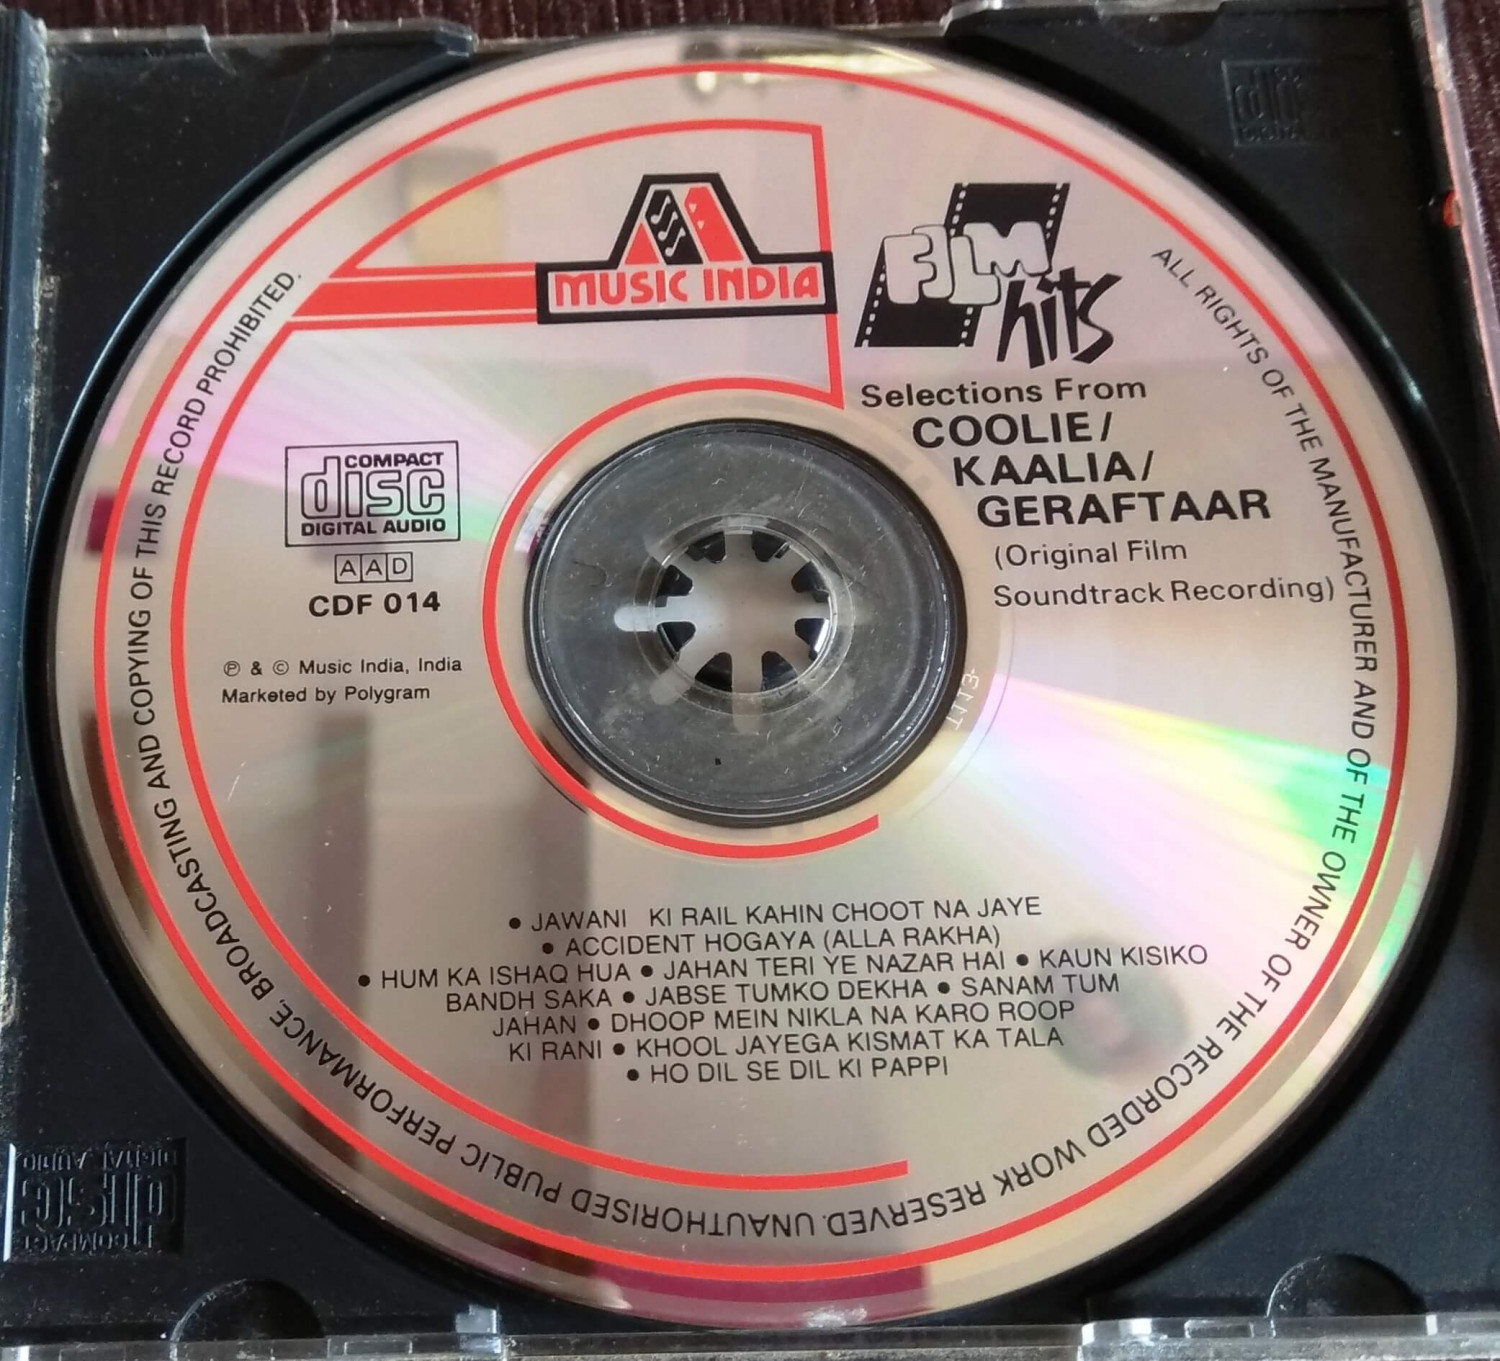 MUSIC INDIA
FILM
hits
Selections From
COOLIE/
KAALIA/
GERAFTAAR
(Original Film
Soundtrack Recording)
COMPACT
disc
DIGITAL AUDIO
AAD
CDF 014
℗ & © Music India, India
Marketed by Polygram
• JAWANI KI RAIL KAHIN CHOOT NA JAYE
• ACCIDENT HOGAYA (ALLA RAKHA)
• HUM KA ISHAQ HUA • JAHAN TERI YE NAZAR HAI • KAUN KISIKO
BANDH SAKA • JABSE TUMKO DEKHA • SANAM TUM
JAHAN • DHOOP MEIN NIKLA NA KARO ROOP
KI RANI • KHOOL JAYEGA KISMAT KA TALA
• HO DIL SE DIL KI PAPPI
ALL RIGHTS OF THE MANUFACTURER AND OF THE OWNER OF THE RECORDED WORK RESERVED. UNAUTHORISED PUBLIC PERFORMANCE, BROADCASTING AND COPYING OF THIS RECORD PROHIBITED.
COMPACT
disc
DIGITAL AUDIO